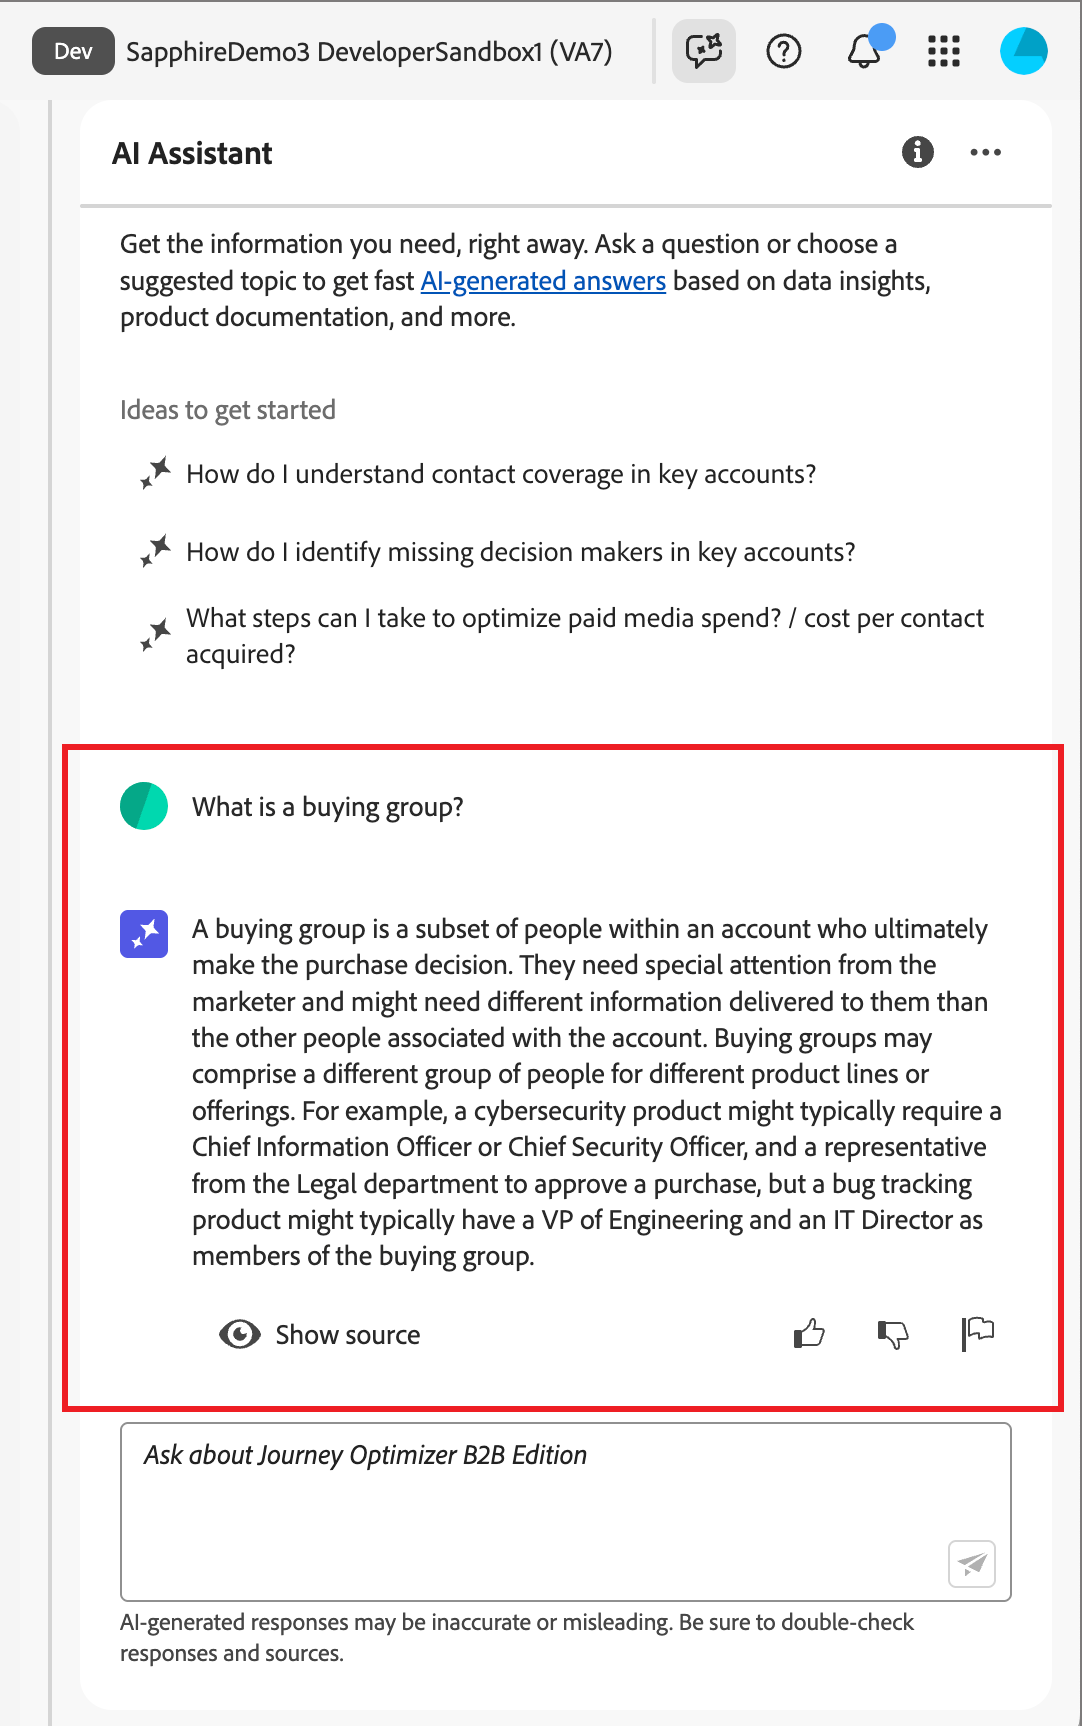 Dev SapphireDemo3 DeveloperSandbox1 (VA7)
AI Assistant
Get the information you need, right away. Ask a question or choose a
suggested topic to get fast AI-generated answers based on data insights,
product documentation, and more.
Ideas to get started
How do I understand contact coverage in key accounts?
How do I identify missing decision makers in key accounts?
What steps can I take to optimize paid media spend? / cost per contact
acquired?
What is a buying group?
A buying group is a subset of people within an account who ultimately
make the purchase decision. They need special attention from the
marketer and might need different information delivered to them than
the other people associated with the account. Buying groups may
comprise a different group of people for different product lines or
offerings. For example, a cybersecurity product might typically require a
Chief Information Officer or Chief Security Officer, and a representative
from the Legal department to approve a purchase, but a bug tracking
product might typically have a VP of Engineering and an IT Director as
members of the buying group.
Show source
Ask about Journey Optimizer B2B Edition
AI-generated responses may be inaccurate or misleading. Be sure to double-check
responses and sources.